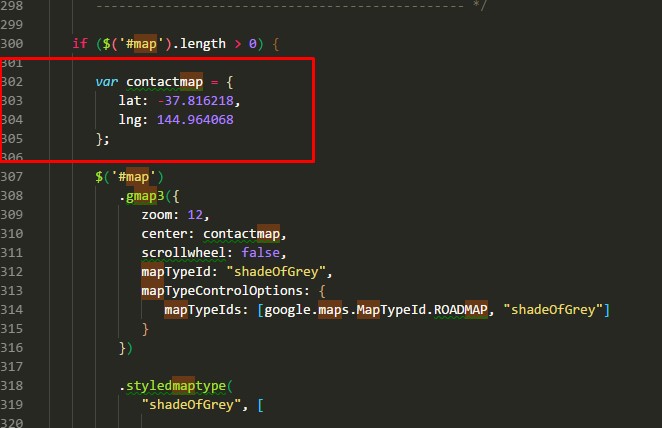 298 ------------------------------------------------ */
299
300 if ($('#map').length > 0) {
301
302 var contactmap = {
303 lat: -37.816218,
304 lng: 144.964068
305 };
306
307 $('#map')
308 .gmap3({
309 zoom: 12,
310 center: contactmap,
311 scrollwheel: false,
312 mapTypeId: "shadeOfGrey",
313 mapTypeControlOptions: {
314 mapTypeIds: [google.maps.MapTypeId.ROADMAP, "shadeOfGrey"]
315 }
316 })
317
318 .styledmaptype(
319 "shadeOfGrey", [
320